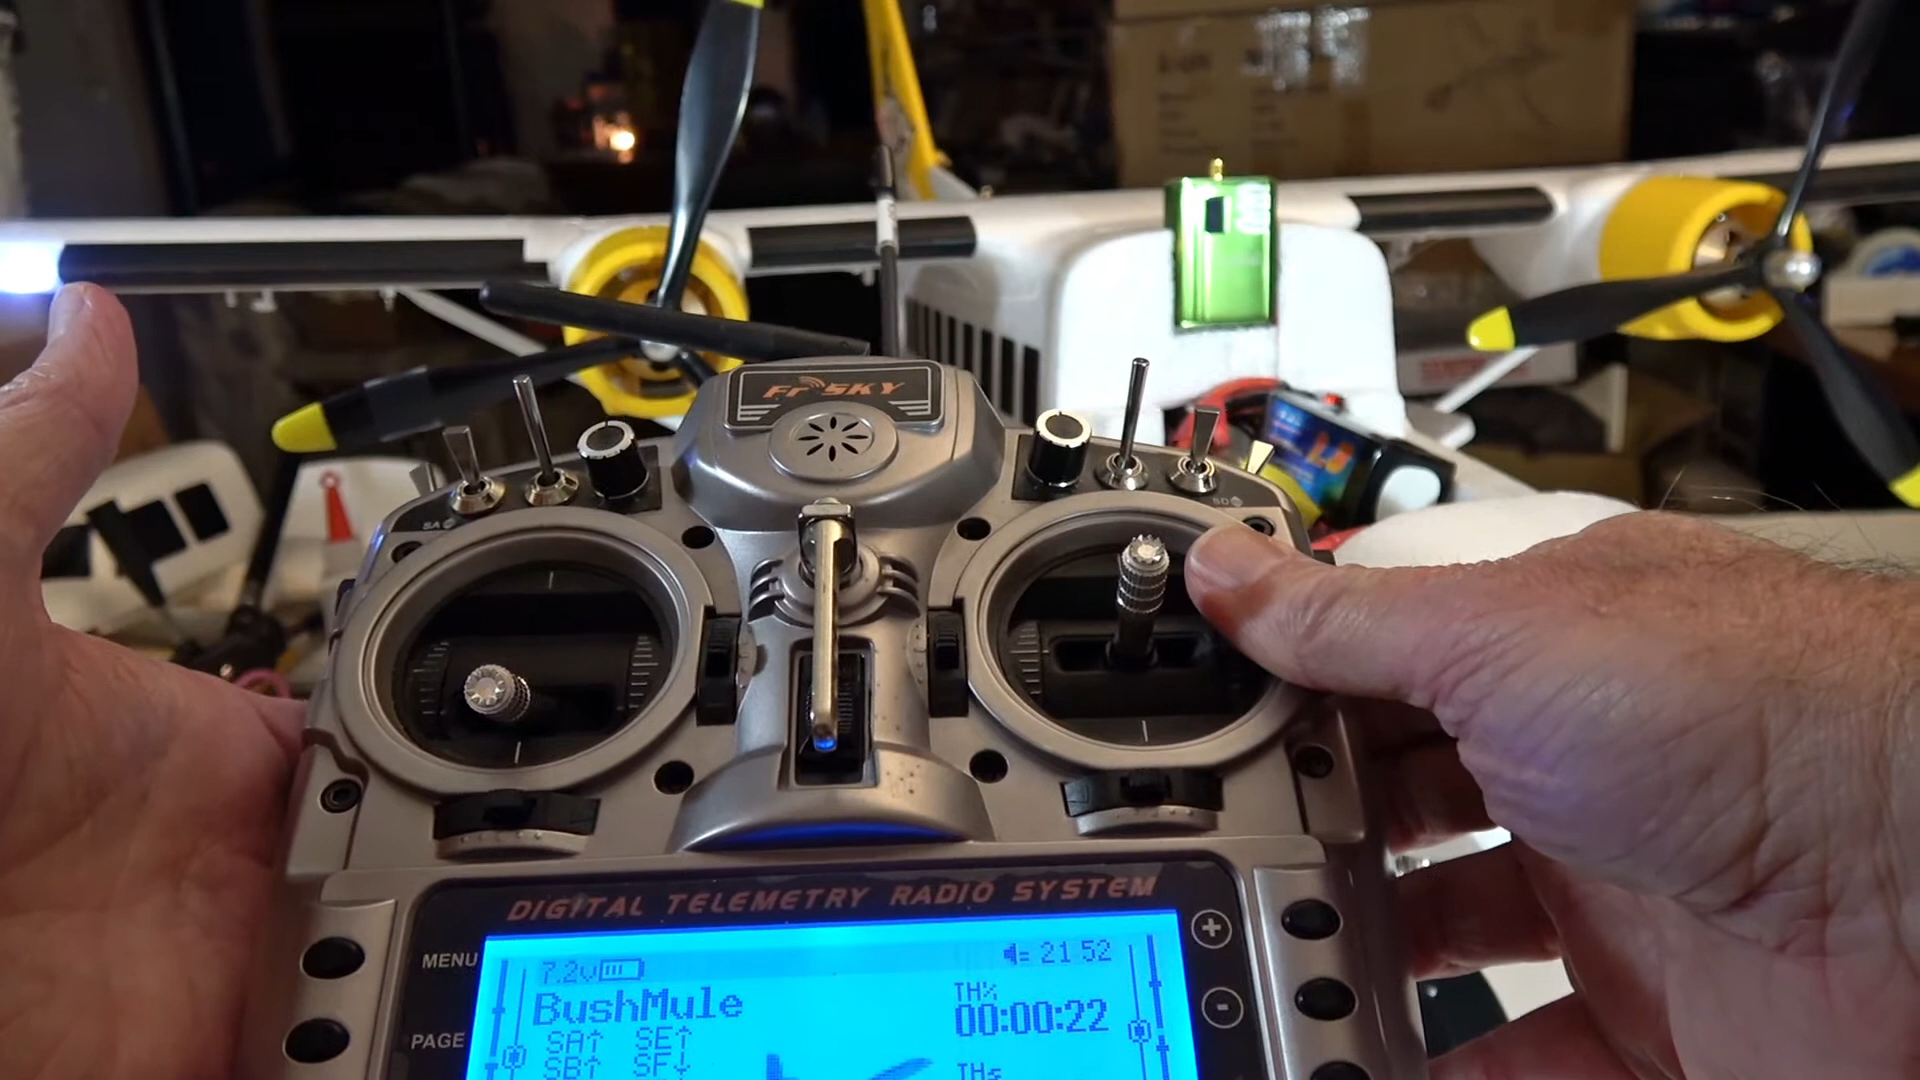 FrSKY
SA
SD
DIGITAL TELEMETRY RADIO SYSTEM
MENU
PAGE
+
-
7.2v
21 52
BushMule
TH%
00:00:22
SA↑ SE↑
SB↑ SF↓
THs